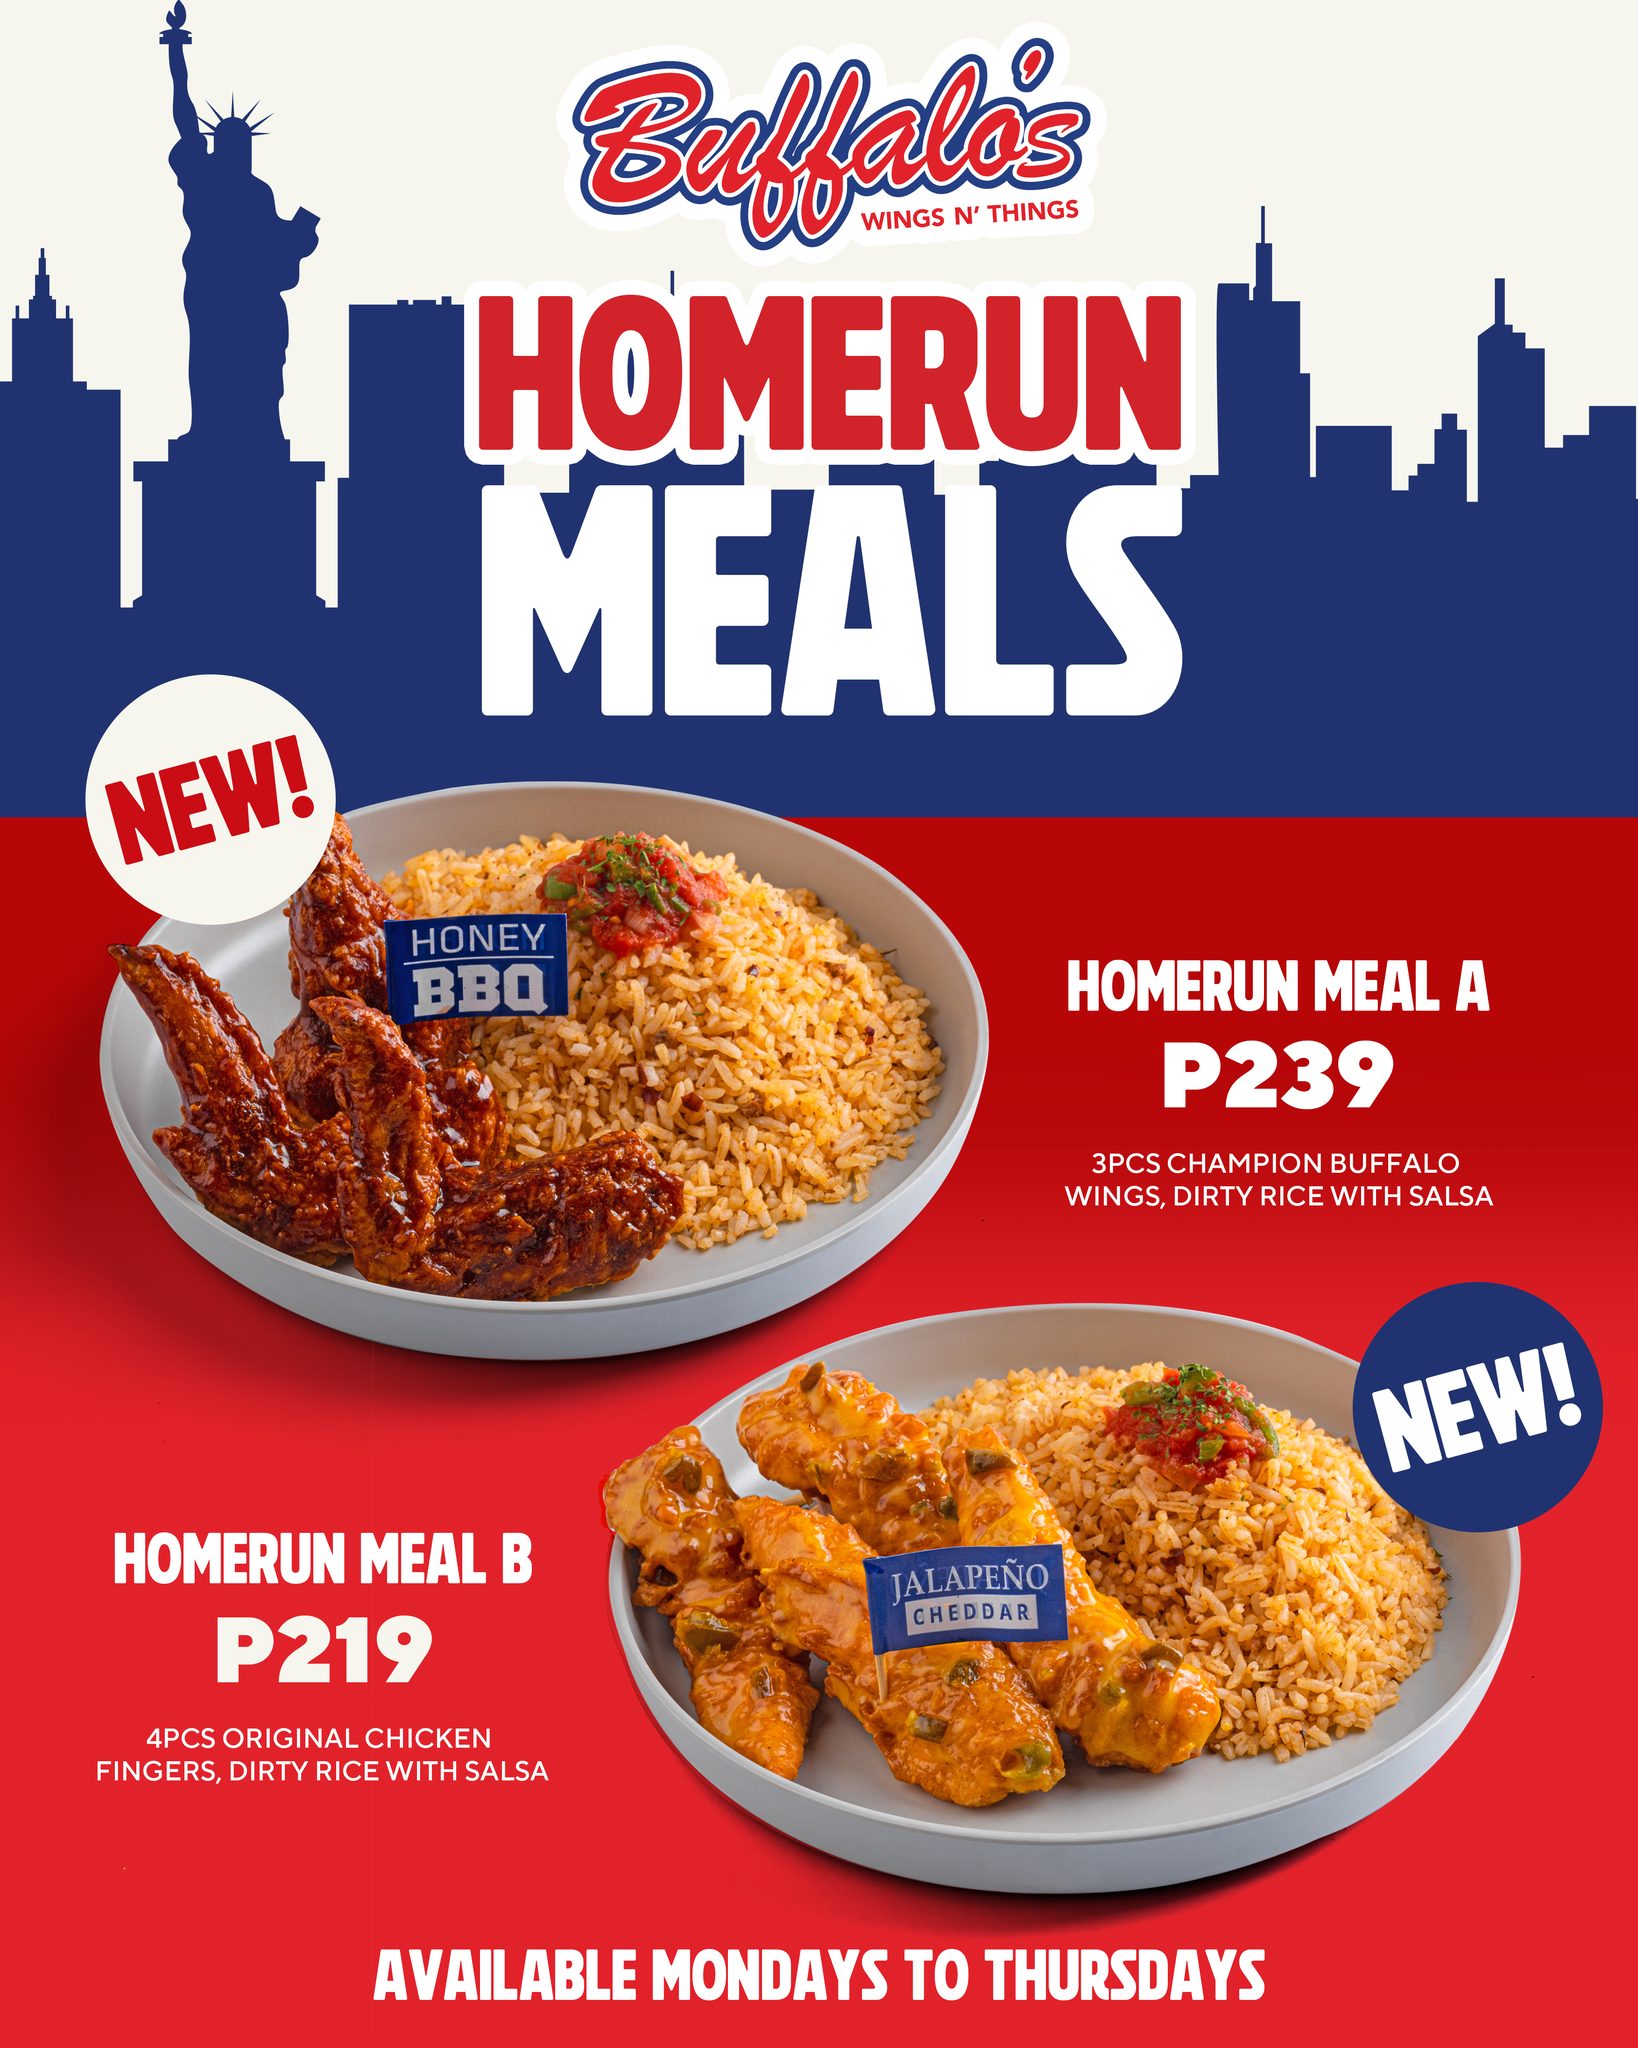 Buffalo's
WINGS N' THINGS
HOMERUN
MEALS
NEW!
HONEY
BBQ
HOMERUN MEAL A
P239
3PCS CHAMPION BUFFALO
WINGS, DIRTY RICE WITH SALSA
NEW!
JALAPEÑO
CHEDDAR
HOMERUN MEAL B
P219
4PCS ORIGINAL CHICKEN
FINGERS, DIRTY RICE WITH SALSA
AVAILABLE MONDAYS TO THURSDAYS